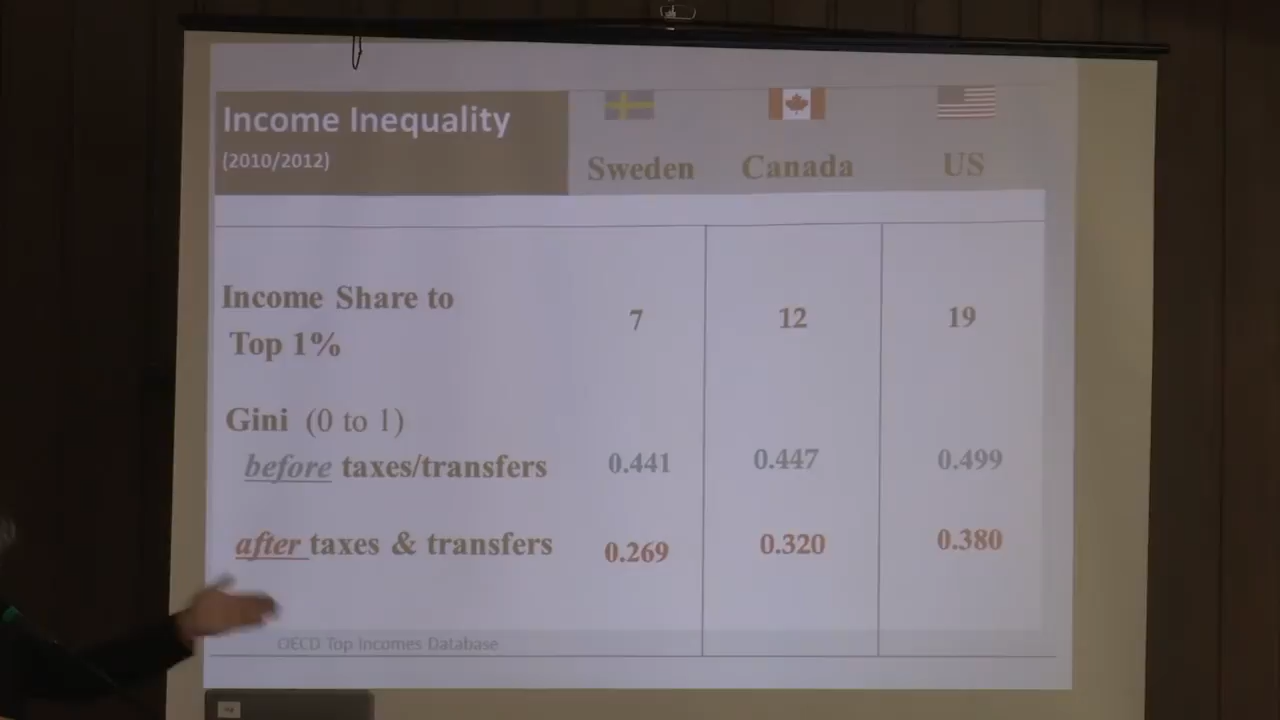 Income Inequality
(2010/2012)
Sweden Canada US
Income Share to
Top 1%
7 12 19
Gini (0 to 1)
before taxes/transfers 0.441 0.447 0.499
after taxes & transfers 0.269 0.320 0.380
OECD Top Incomes Database